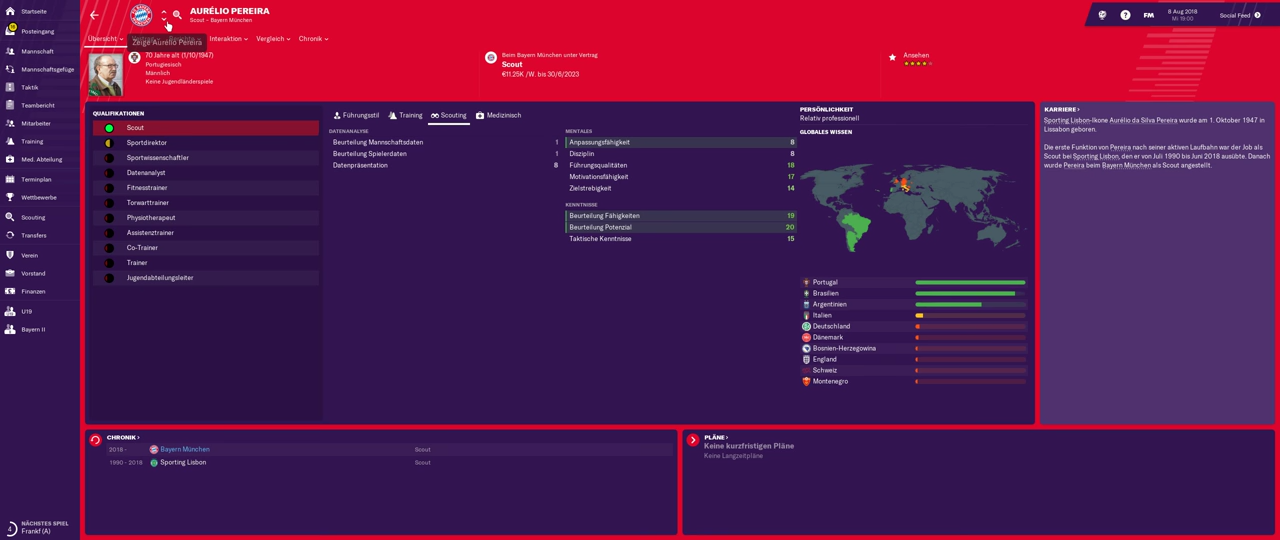 Startseite
Posteingang
Mannschaft
Mannschaftsgefüge
Taktik
Teambericht
Mitarbeiter
Training
Med. Abteilung
Terminplan
Wettbewerbe
Scouting
Transfers
Verein
Vorstand
Finanzen
U19
Bayern II
4
NÄCHSTES SPIEL
Frankf (A)
AURÉLIO PEREIRA
Scout - Bayern München
8 Aug 2018
Mi 19:00
FM
Social Feed
Übersicht
Interaktion
Vergleich
Chronik
Zeige Aurélio Pereira
70 Jahre alt (1/10/1947)
Portugiesisch
Männlich
Keine Jugendländerspiele
Beim Bayern München unter Vertrag
Scout
€11.25K /W. bis 30/6/2023
Ansehen
QUALIFIKATIONEN
Scout
Sportdirektor
Sportwissenschaftler
Datenanalyst
Fitnesstrainer
Torwarttrainer
Physiotherapeut
Assistenztrainer
Co-Trainer
Trainer
Jugendabteilungsleiter
Führungsstil
Training
Scouting
Medizinisch
DATENANALYSE
Beurteilung Mannschaftsdaten 1
Beurteilung Spielerdaten 1
Datenpräsentation 8
MENTALES
Anpassungsfähigkeit 8
Disziplin 8
Führungsqualitäten 18
Motivationsfähigkeit 17
Zielstrebigkeit 14
KENNTNISSE
Beurteilung Fähigkeiten 19
Beurteilung Potenzial 20
Taktische Kenntnisse 15
PERSÖNLICHKEIT
Relativ professionell
GLOBALES WISSEN
Portugal
Brasilien
Argentinien
Italien
Deutschland
Dänemark
Bosnien-Herzegowina
England
Schweiz
Montenegro
KARRIERE >
Sporting Lisbon-Ikone Aurélio da Silva Pereira wurde am 1. Oktober 1947 in
Lissabon geboren.
Die erste Funktion von Pereira nach seiner aktiven Laufbahn war der Job als
Scout bei Sporting Lisbon, den er von Juli 1990 bis Juni 2018 ausübte. Danach
wurde Pereira beim Bayern München als Scout angestellt.
CHRONIK >
2018 - Bayern München Scout
1990 - 2018 Sporting Lisbon Scout
PLÄNE >
Keine kurzfristigen Pläne
Keine Langzeitpläne